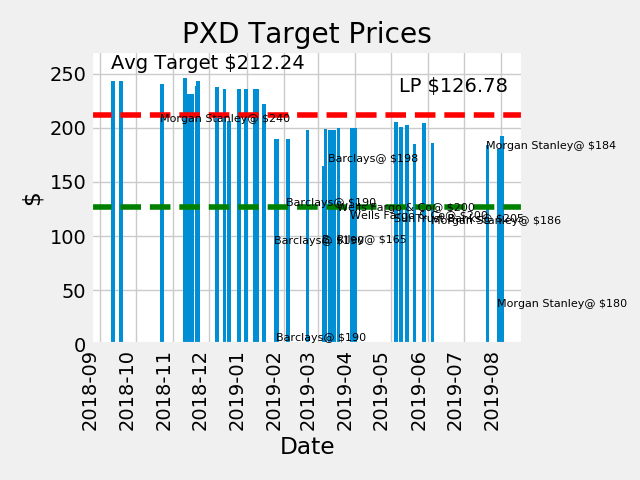 PXD Target Prices
Avg Target $212.24
LP $126.78
Morgan Stanley@ $240
Morgan Stanley@ $184
Barclays@ $198
Barclays@ $190
Wells Fargo & Co@ $200
Wells Fargo & Co@ $200
SunTrust Banks@ $205
Morgan Stanley@ $186
Barclays@ $190
B. Riley@ $165
Morgan Stanley@ $180
Barclays@ $190
250
200
150
100
50
0
$
2018-09
2018-10
2018-11
2018-12
2019-01
2019-02
2019-03
2019-04
2019-05
2019-06
2019-07
2019-08
Date